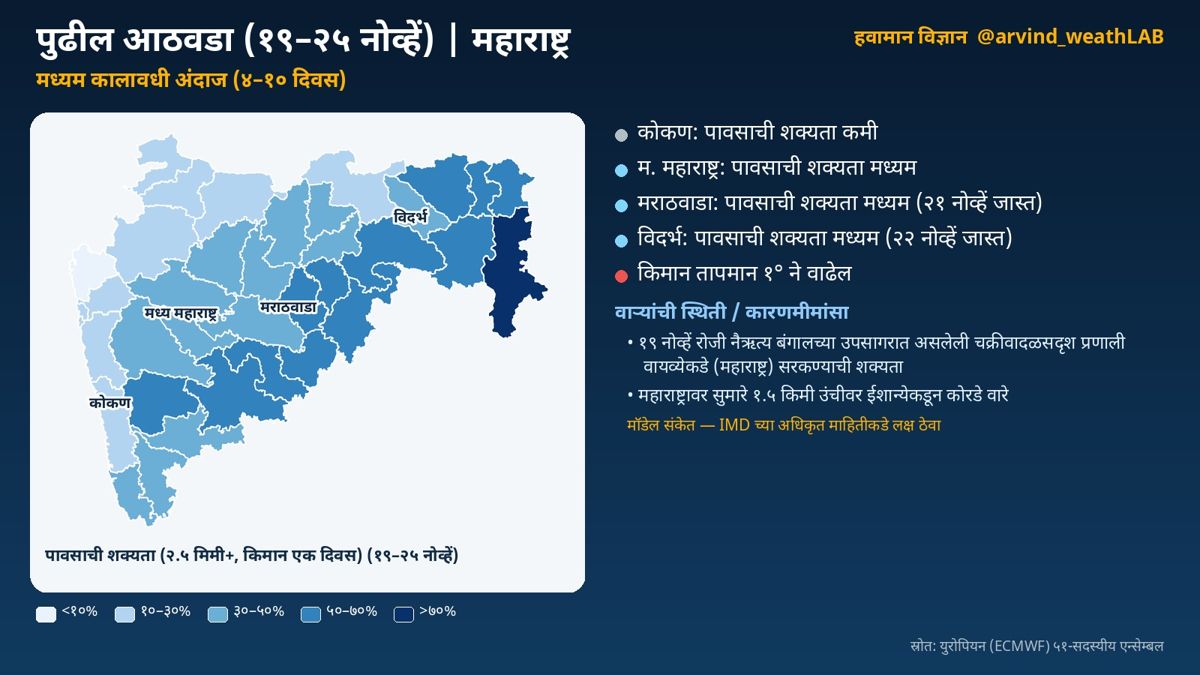 पुढील आठवडा (१९–२५ नोव्हें) | महाराष्ट्र
हवामान विज्ञान @arvind_weathLAB
मध्यम कालावधी अंदाज (४–१० दिवस)
विदर्भ
मध्य महाराष्ट्र
मराठवाडा
कोकण
पावसाची शक्यता (२.५ मिमी+, किमान एक दिवस) (१९–२५ नोव्हें)
<१०% १०–३०% ३०–५०% ५०–७०% >७०%
कोकण: पावसाची शक्यता कमी
म. महाराष्ट्र: पावसाची शक्यता मध्यम
मराठवाडा: पावसाची शक्यता मध्यम (२१ नोव्हें जास्त)
विदर्भ: पावसाची शक्यता मध्यम (२२ नोव्हें जास्त)
किमान तापमान १° ने वाढेल
वाऱ्यांची स्थिती / कारणमीमांसा
• १९ नोव्हें रोजी नैऋत्य बंगालच्या उपसागरात असलेली चक्रीवादळसदृश प्रणाली
वायव्येकडे (महाराष्ट्र) सरकण्याची शक्यता
• महाराष्ट्रावर सुमारे १.५ किमी उंचीवर ईशान्येकडून कोरडे वारे
मॉडेल संकेत — IMD च्या अधिकृत माहितीकडे लक्ष ठेवा
स्रोत: युरोपियन (ECMWF) ५१-सदस्यीय एन्सेम्बल